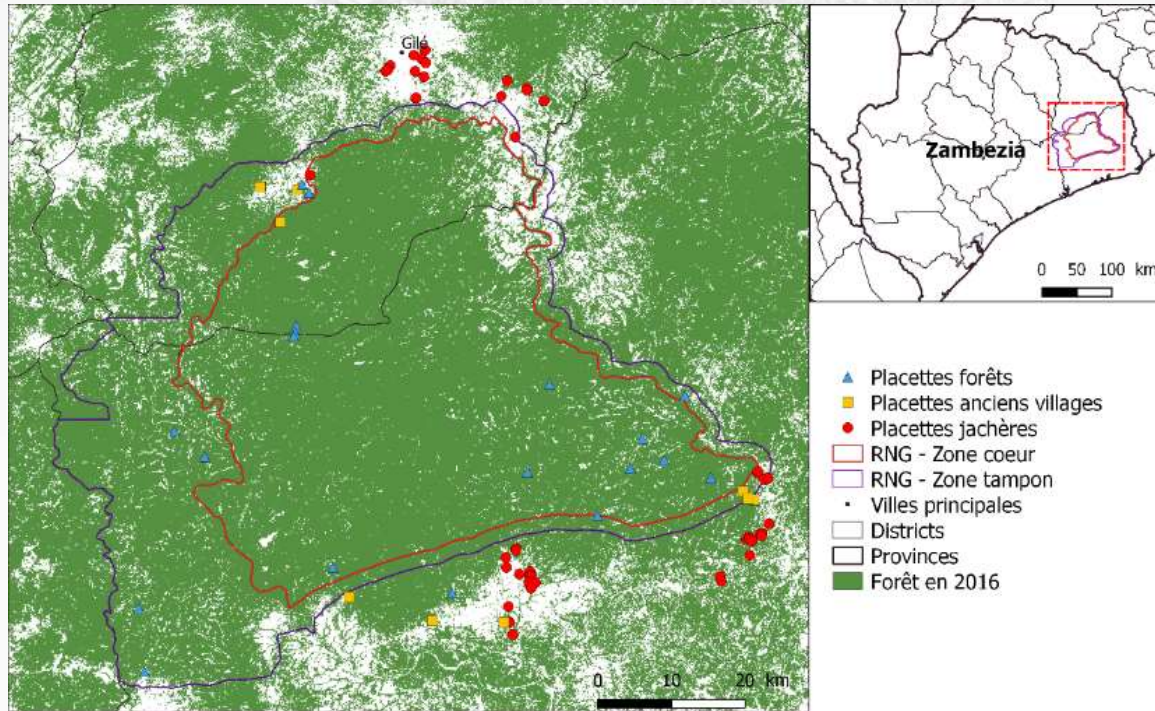 Gilé
0 10 20 km
Zambezia
0 50 100 km
Placettes forêts
Placettes anciens villages
Placettes jachères
RNG - Zone coeur
RNG - Zone tampon
Villes principales
Districts
Provinces
Forêt en 2016